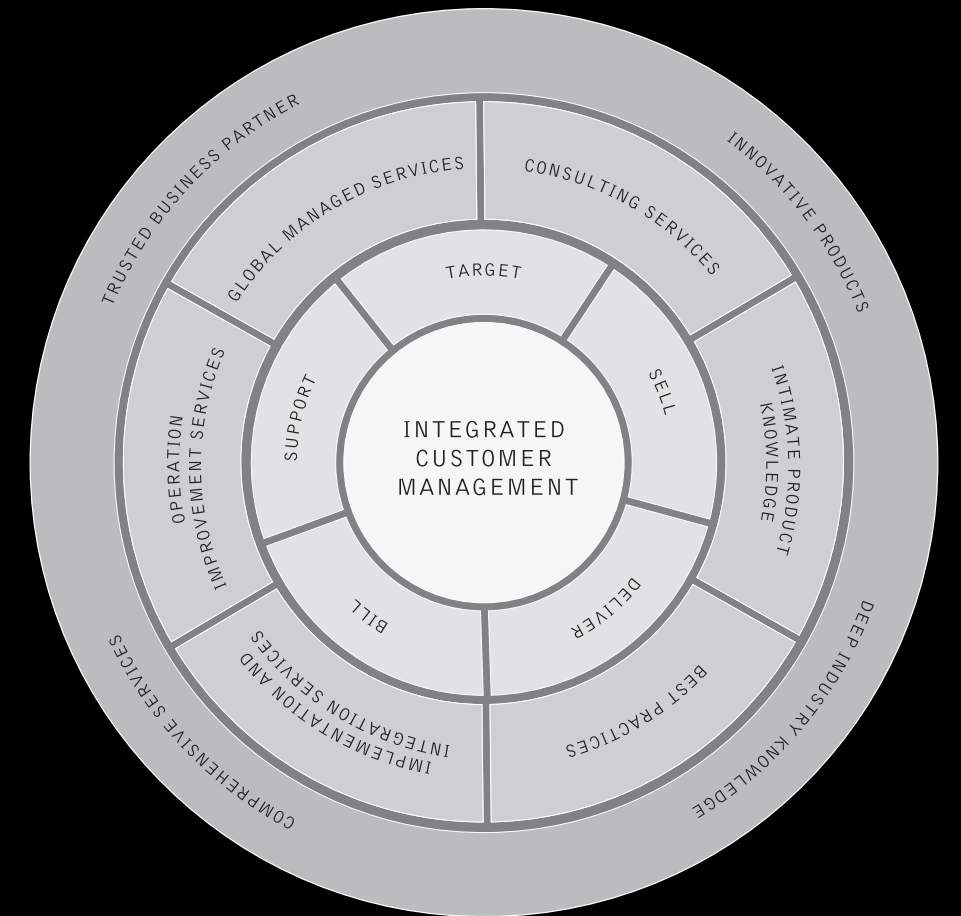 TRUSTED BUSINESS PARTNER
INNOVATIVE PRODUCTS
DEEP INDUSTRY KNOWLEDGE
COMPREHENSIVE SERVICES
GLOBAL MANAGED SERVICES
CONSULTING SERVICES
INTIMATE PRODUCT
KNOWLEDGE
BEST PRACTICES
IMPLEMENTATION AND
INTEGRATION SERVICES
OPERATION
IMPROVEMENT SERVICES
TARGET
SELL
DELIVER
BILL
SUPPORT
INTEGRATED
CUSTOMER
MANAGEMENT